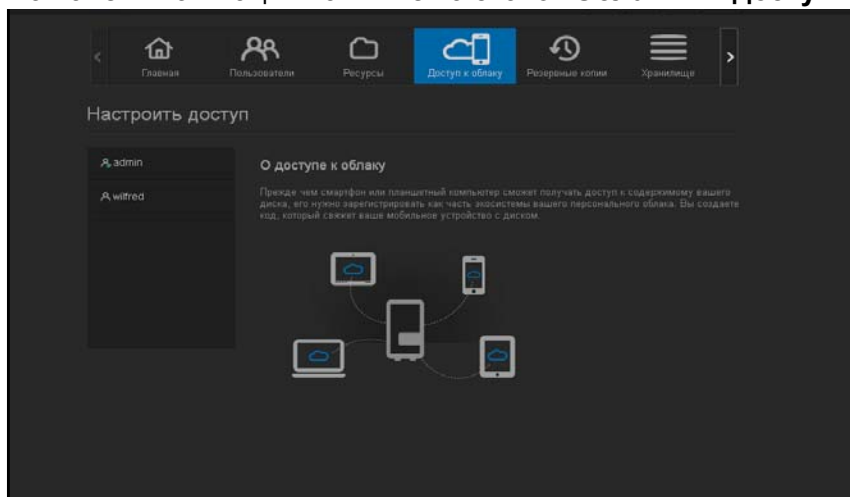 Главная
Пользователи
Ресурсы
Доступ к облаку
Резервные копии
Хранилище
Настроить доступ
admin
wilfred
О доступе к облаку
Прежде чем смартфон или планшетный компьютер сможет получать доступ к содержимому вашего
диска, его нужно зарегистрировать как часть экосистемы вашего персонального облака. Вы создаете
код, который свяжет ваше мобильное устройство с диском.